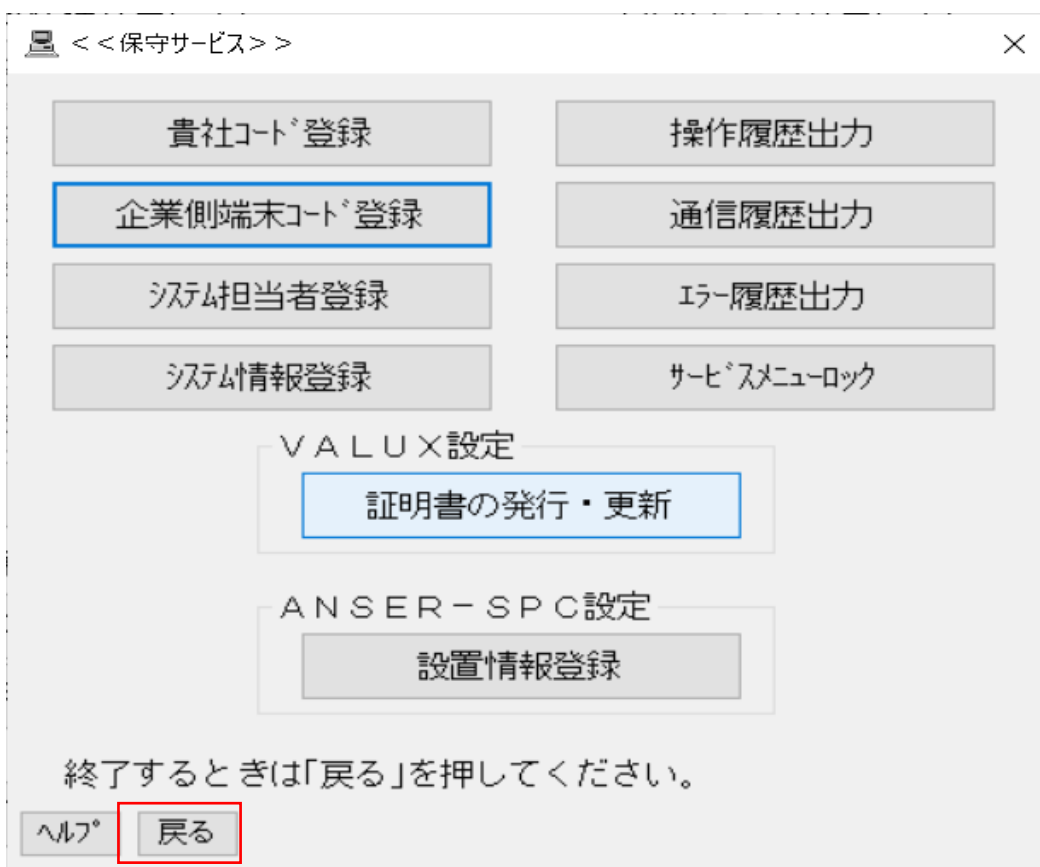 <<保守サービス>>
貴社ｺｰﾄﾞ登録
操作履歴出力
企業側端末ｺｰﾄﾞ登録
通信履歴出力
ｼｽﾃﾑ担当者登録
ｴﾗｰ履歴出力
ｼｽﾃﾑ情報登録
ｻｰﾋﾞｽﾒﾆｭｰﾛｯｸ
ＶＡＬＵＸ設定
証明書の発行・更新
ＡＮＳＥＲ－ＳＰＣ設定
設置情報登録
終了するときは｢戻る｣を押してください。
ﾍﾙﾌﾟ 戻る